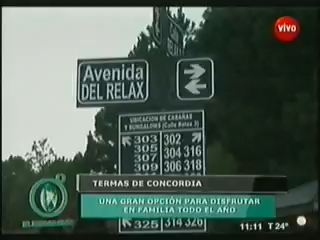 vivo
Avenida
DEL RELAX
UBICACION DE CABAÑAS
Y BUNGALOWS (Calle Relax 3)
303 302
305 304 316
307 306 318
309
TERMAS DE CONCORDIA
UNA GRAN OPCIÓN PARA DISFRUTAR
EN FAMILIA TODO EL AÑO
325 314 326
11:11 T 24°